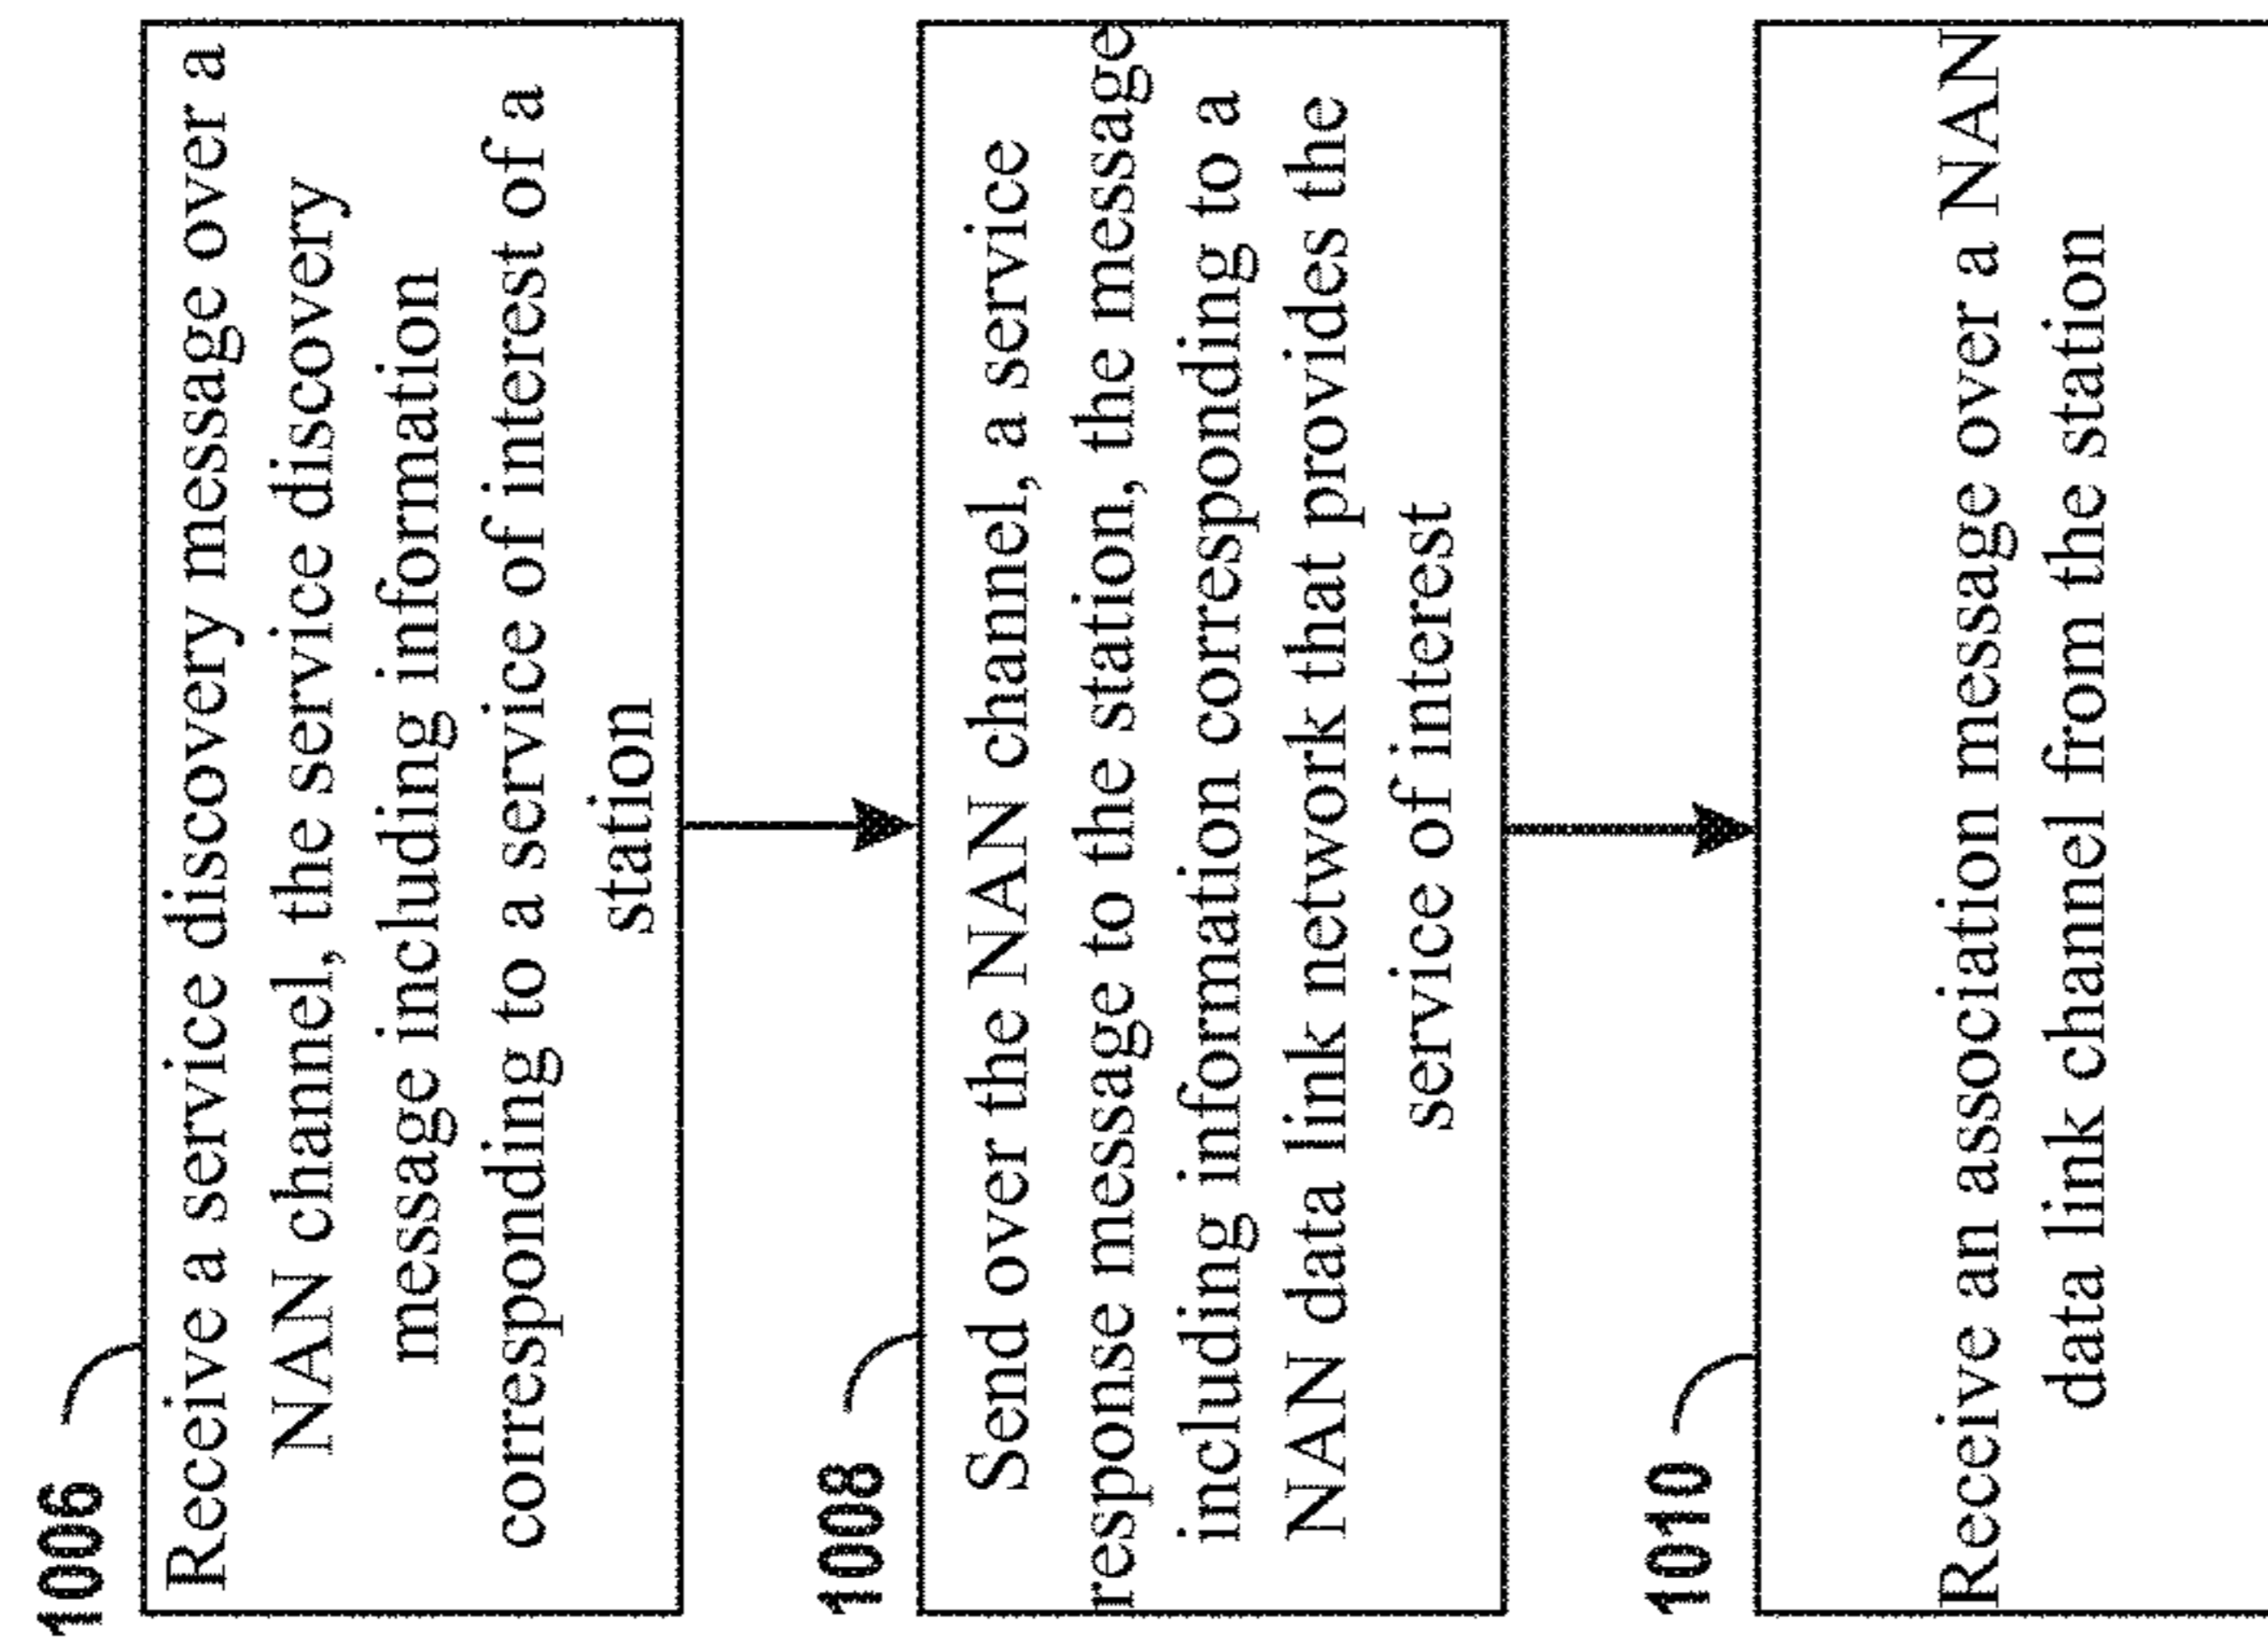 1006
Receive a service discovery message over a
NAN channel, the service discovery
message including information
corresponding to a service of interest of a
station
1008
Send over the NAN channel, a service
response message to the station, the message
including information corresponding to a
NAN data link network that provides the
service of interest
1010
Receive an association message over a NAN
data link channel from the station